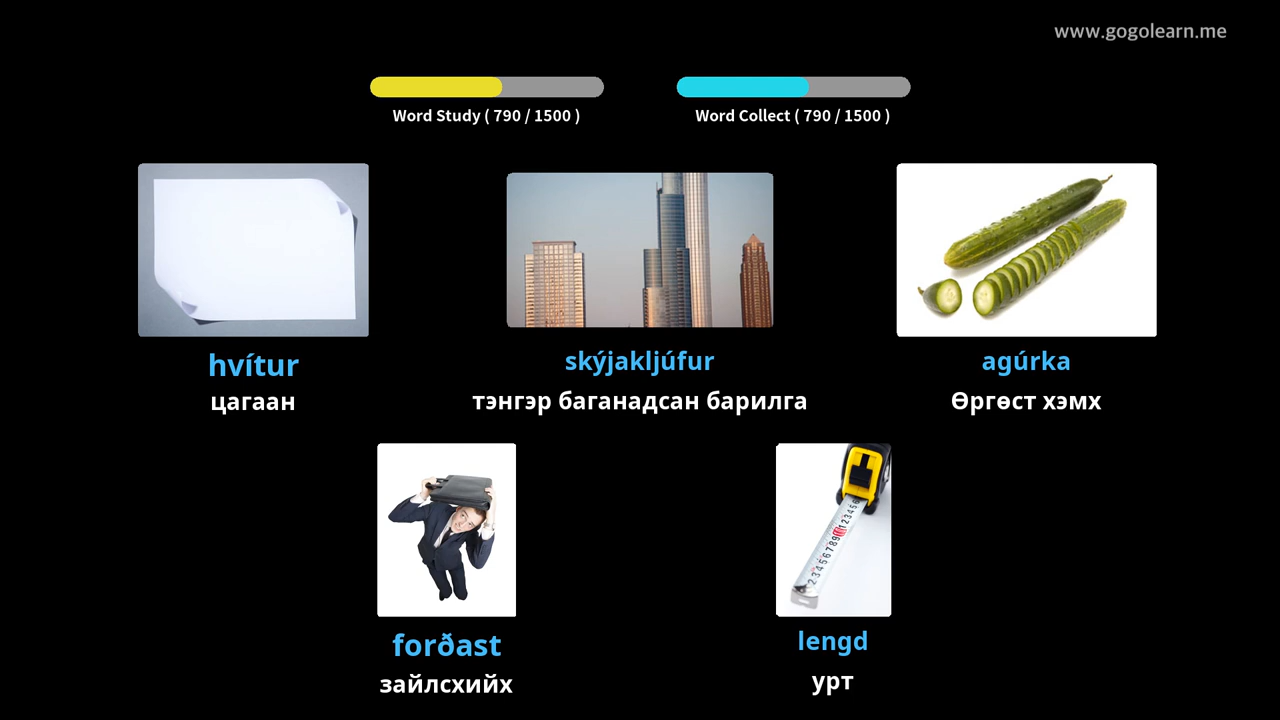 www.gogolearn.me
Word Study ( 790 / 1500 )
Word Collect ( 790 / 1500 )
hvítur
цагаан
skýjakljúfur
тэнгэр баганадсан барилга
agúrka
Өргөст хэмх
forðast
зайлсхийх
lengd
урт